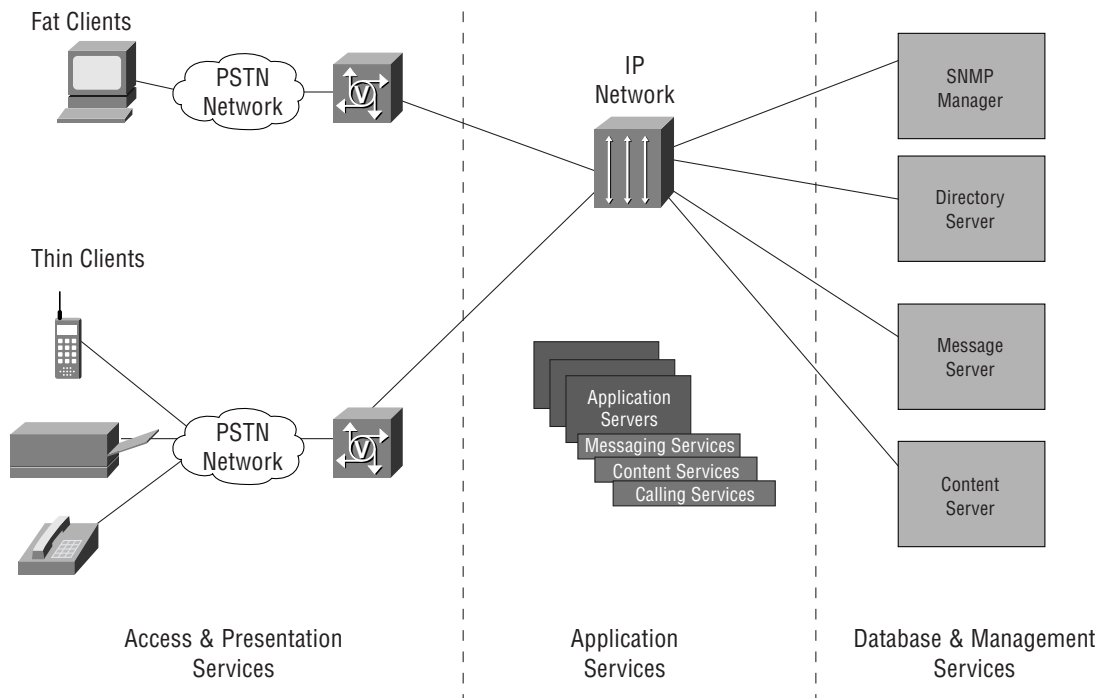 Fat Clients
PSTN
Network
V
IP
Network
SNMP
Manager
Directory
Server
Thin Clients
PSTN
Network
V
Application
Servers
Messaging Services
Content Services
Calling Services
Message
Server
Content
Server
Access & Presentation
Services
Application
Services
Database & Management
Services